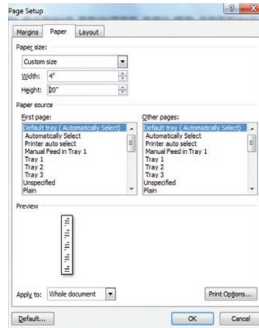 Page Setup
Margins Paper Layout
Paper size:
Custom size
Width: 4"
Height: 20"
Paper source
First page: Other pages:
Default tray (Automatically Select) Default tray (Automatically Select)
Automatically Select Automatically Select
Printer auto select Printer auto select
Manual Feed in Tray 1 Manual Feed in Tray 1
Tray 1 Tray 1
Tray 2 Tray 2
Tray 3 Tray 3
Unspecified Unspecified
Plain Plain
Preview
Apply to: Whole document Print Options...
Default... OK Cancel